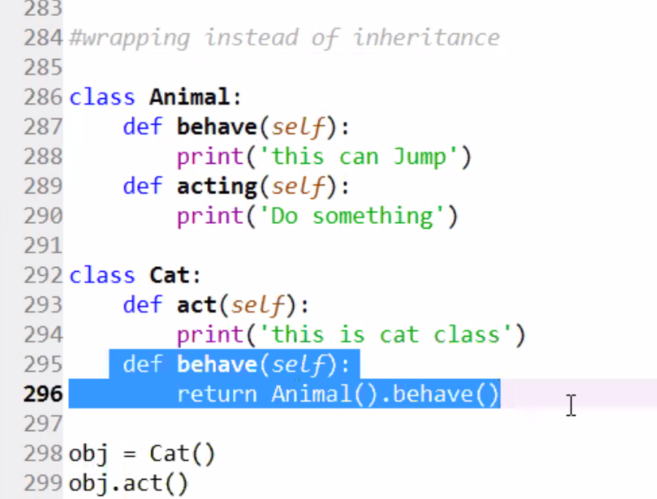 283
284 #wrapping instead of inheritance
285
286 class Animal:
287     def behave(self):
288         print('this can Jump')
289     def acting(self):
290         print('Do something')
291
292 class Cat:
293     def act(self):
294         print('this is cat class')
295     def behave(self):
296         return Animal().behave()
297
298 obj = Cat()
299 obj.act()